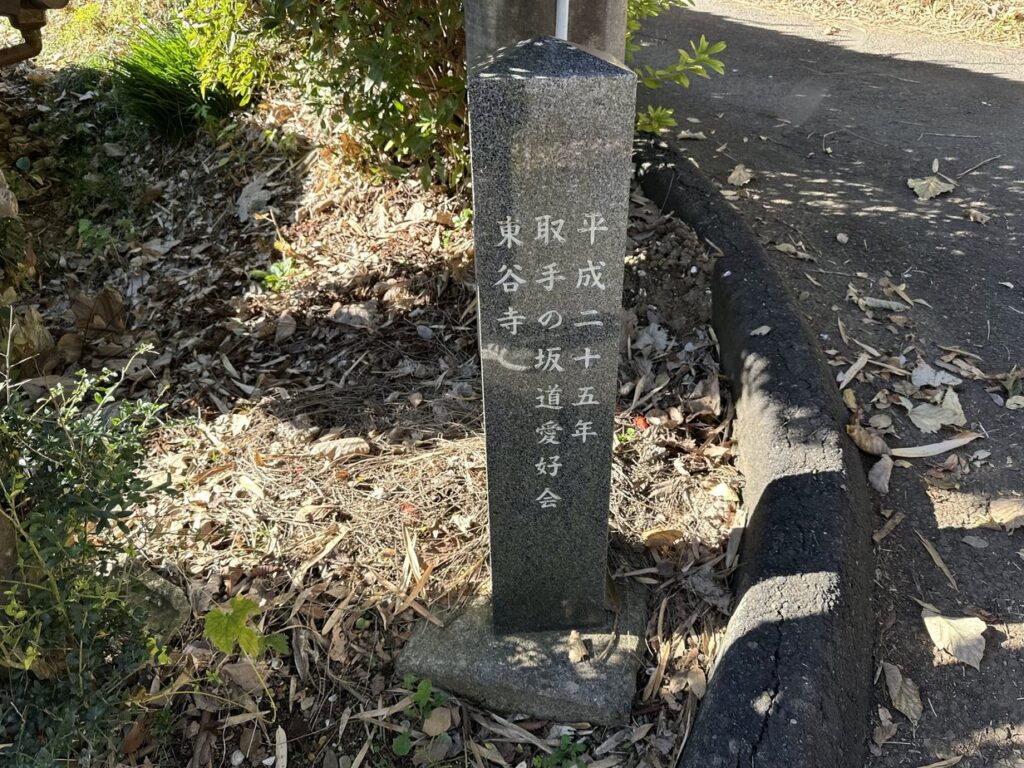 平成二十五年
取手の坂道愛好会
東谷寺